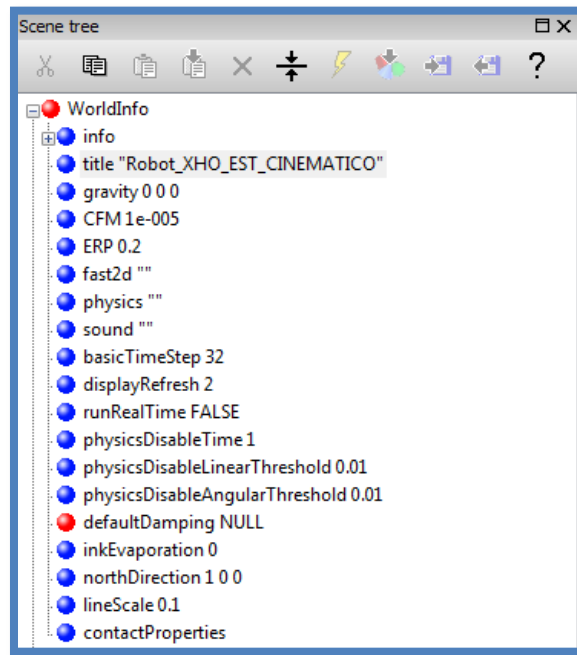 Scene tree
?
WorldInfo
info
title "Robot_XHO_EST_CINEMATICO"
gravity 0 0 0
CFM 1e-005
ERP 0.2
fast2d ""
physics ""
sound ""
basicTimeStep 32
displayRefresh 2
runRealTime FALSE
physicsDisableTime 1
physicsDisableLinearThreshold 0.01
physicsDisableAngularThreshold 0.01
defaultDamping NULL
inkEvaporation 0
northDirection 1 0 0
lineScale 0.1
contactProperties